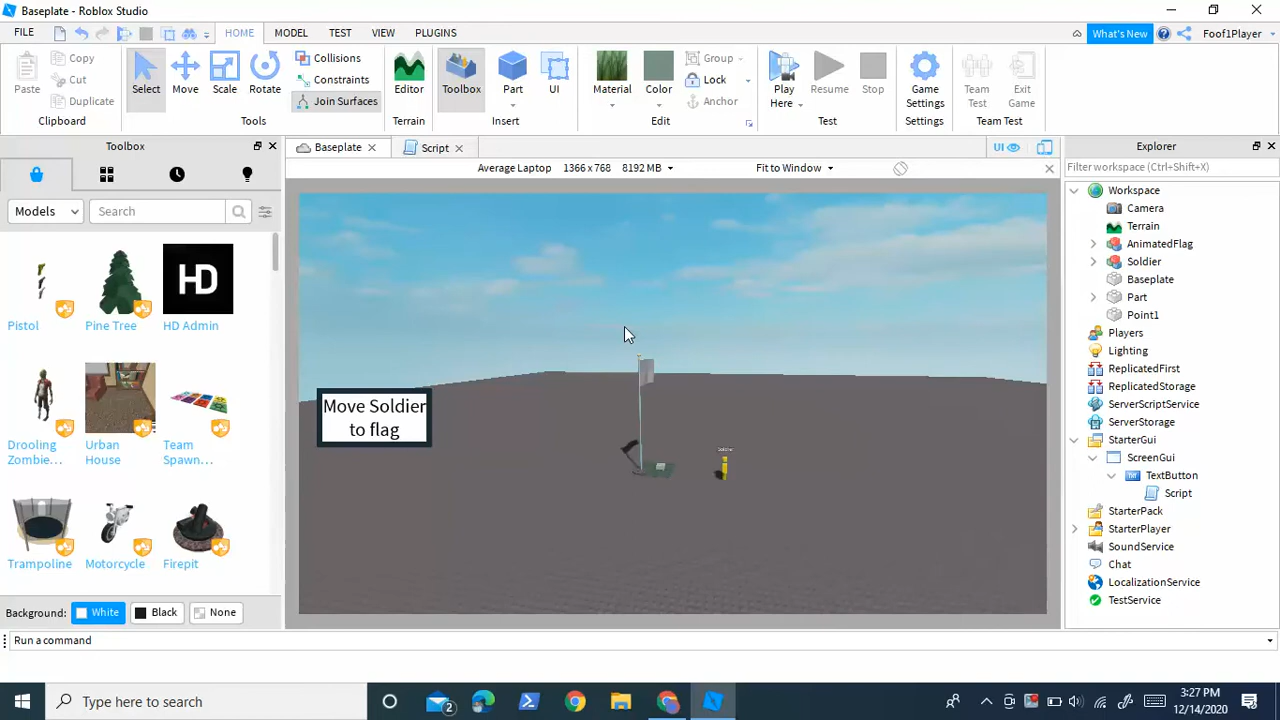 Baseplate - Roblox Studio
FILE
HOME
MODEL
TEST
VIEW
PLUGINS
What's New
Foof1Player
Paste
Copy
Cut
Duplicate
Clipboard
Select
Move
Scale
Rotate
Collisions
Constraints
Join Surfaces
Tools
Editor
Terrain
Toolbox
Part
UI
Insert
Material
Color
Group
Lock
Anchor
Edit
Play
Here
Resume
Stop
Test
Game
Settings
Settings
Team
Test
Exit
Game
Team Test
Toolbox
Models
Search
Pistol
Pine Tree
HD
HD Admin
Drooling
Zombie...
Urban
House
Team
Spawn...
Trampoline
Motorcycle
Firepit
Background:
White
Black
None
Baseplate
Script
UI
Average Laptop
1366 x 768
8192 MB
Fit to Window
Move Soldier
to flag
Soldier
Explorer
Filter workspace (Ctrl+Shift+X)
Workspace
Camera
Terrain
AnimatedFlag
Soldier
Baseplate
Part
Point1
Players
Lighting
ReplicatedFirst
ReplicatedStorage
ServerScriptService
ServerStorage
StarterGui
ScreenGui
TextButton
Script
StarterPack
StarterPlayer
SoundService
Chat
LocalizationService
TestService
Run a command
Type here to search
2
3:27 PM
12/14/2020